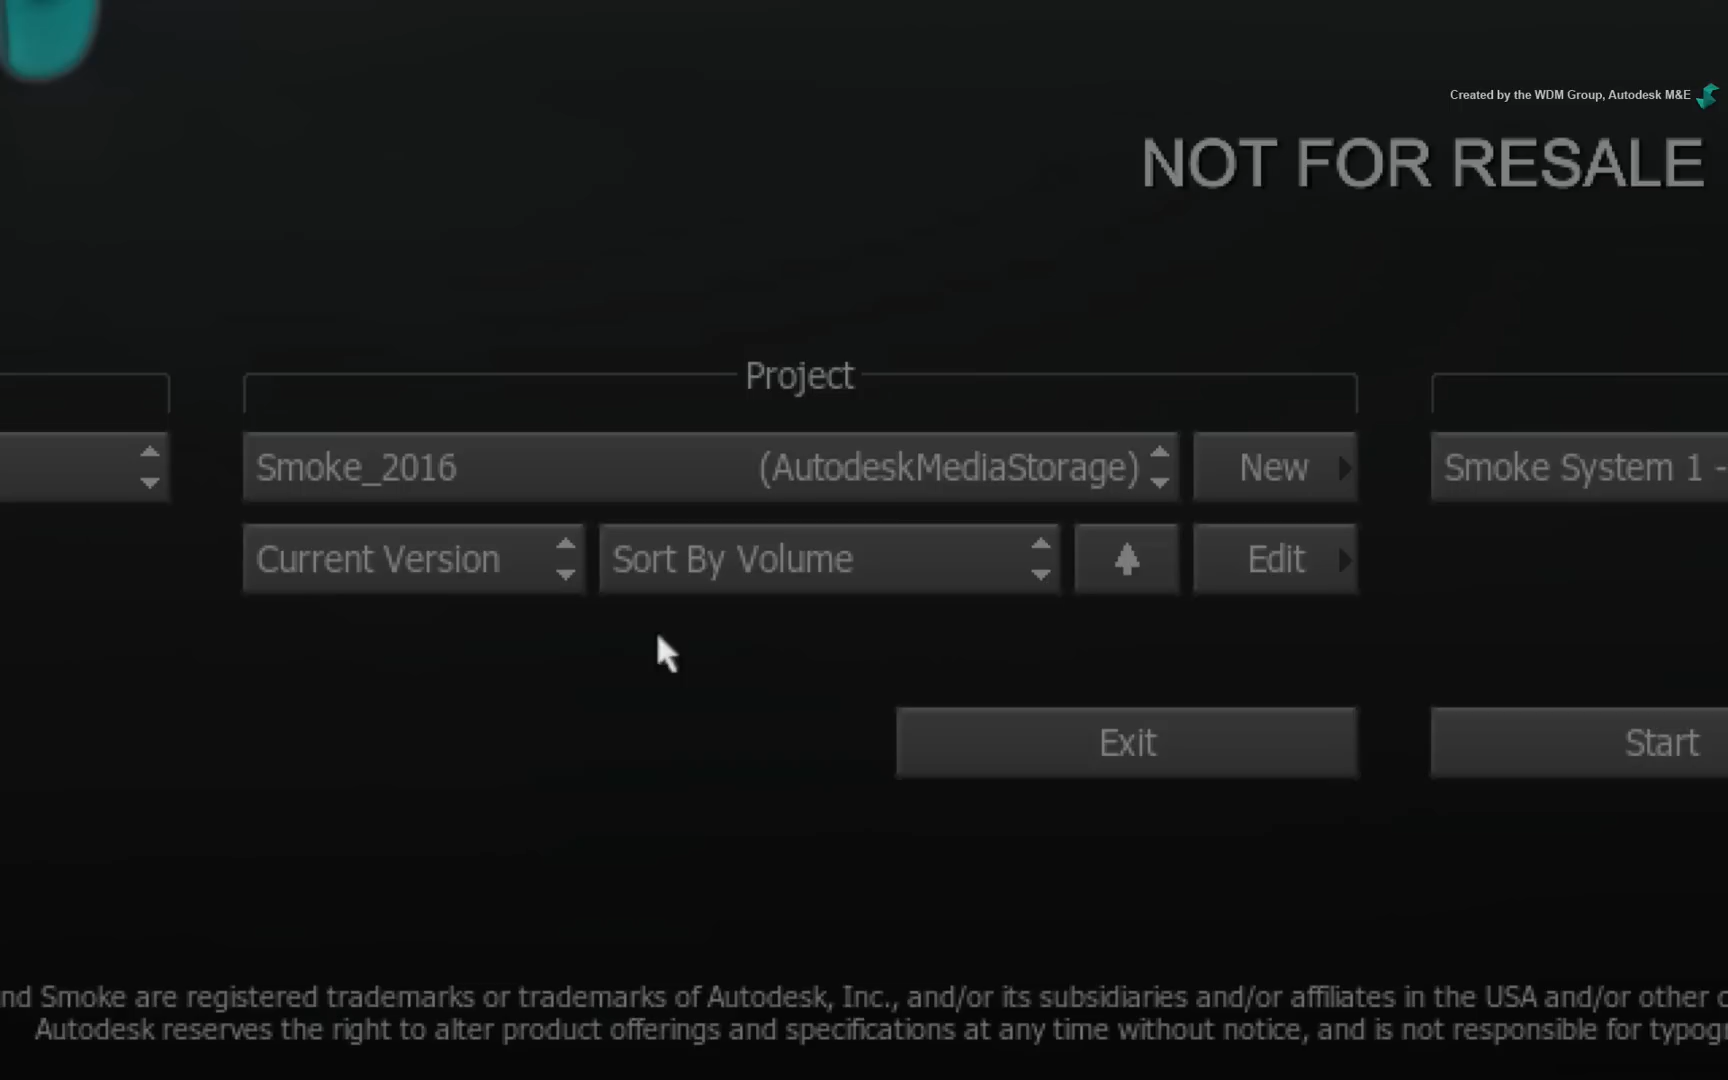 Created by the WDM Group, Autodesk M&E
NOT FOR RESALE
Project
Smoke_2016 (AutodeskMediaStorage) New Smoke System 1 -
Current Version Sort By Volume Edit
Exit Start
nd Smoke are registered trademarks or trademarks of Autodesk, Inc., and/or its subsidiaries and/or affiliates in the USA and/or other
Autodesk reserves the right to alter product offerings and specifications at any time without notice, and is not responsible for typog